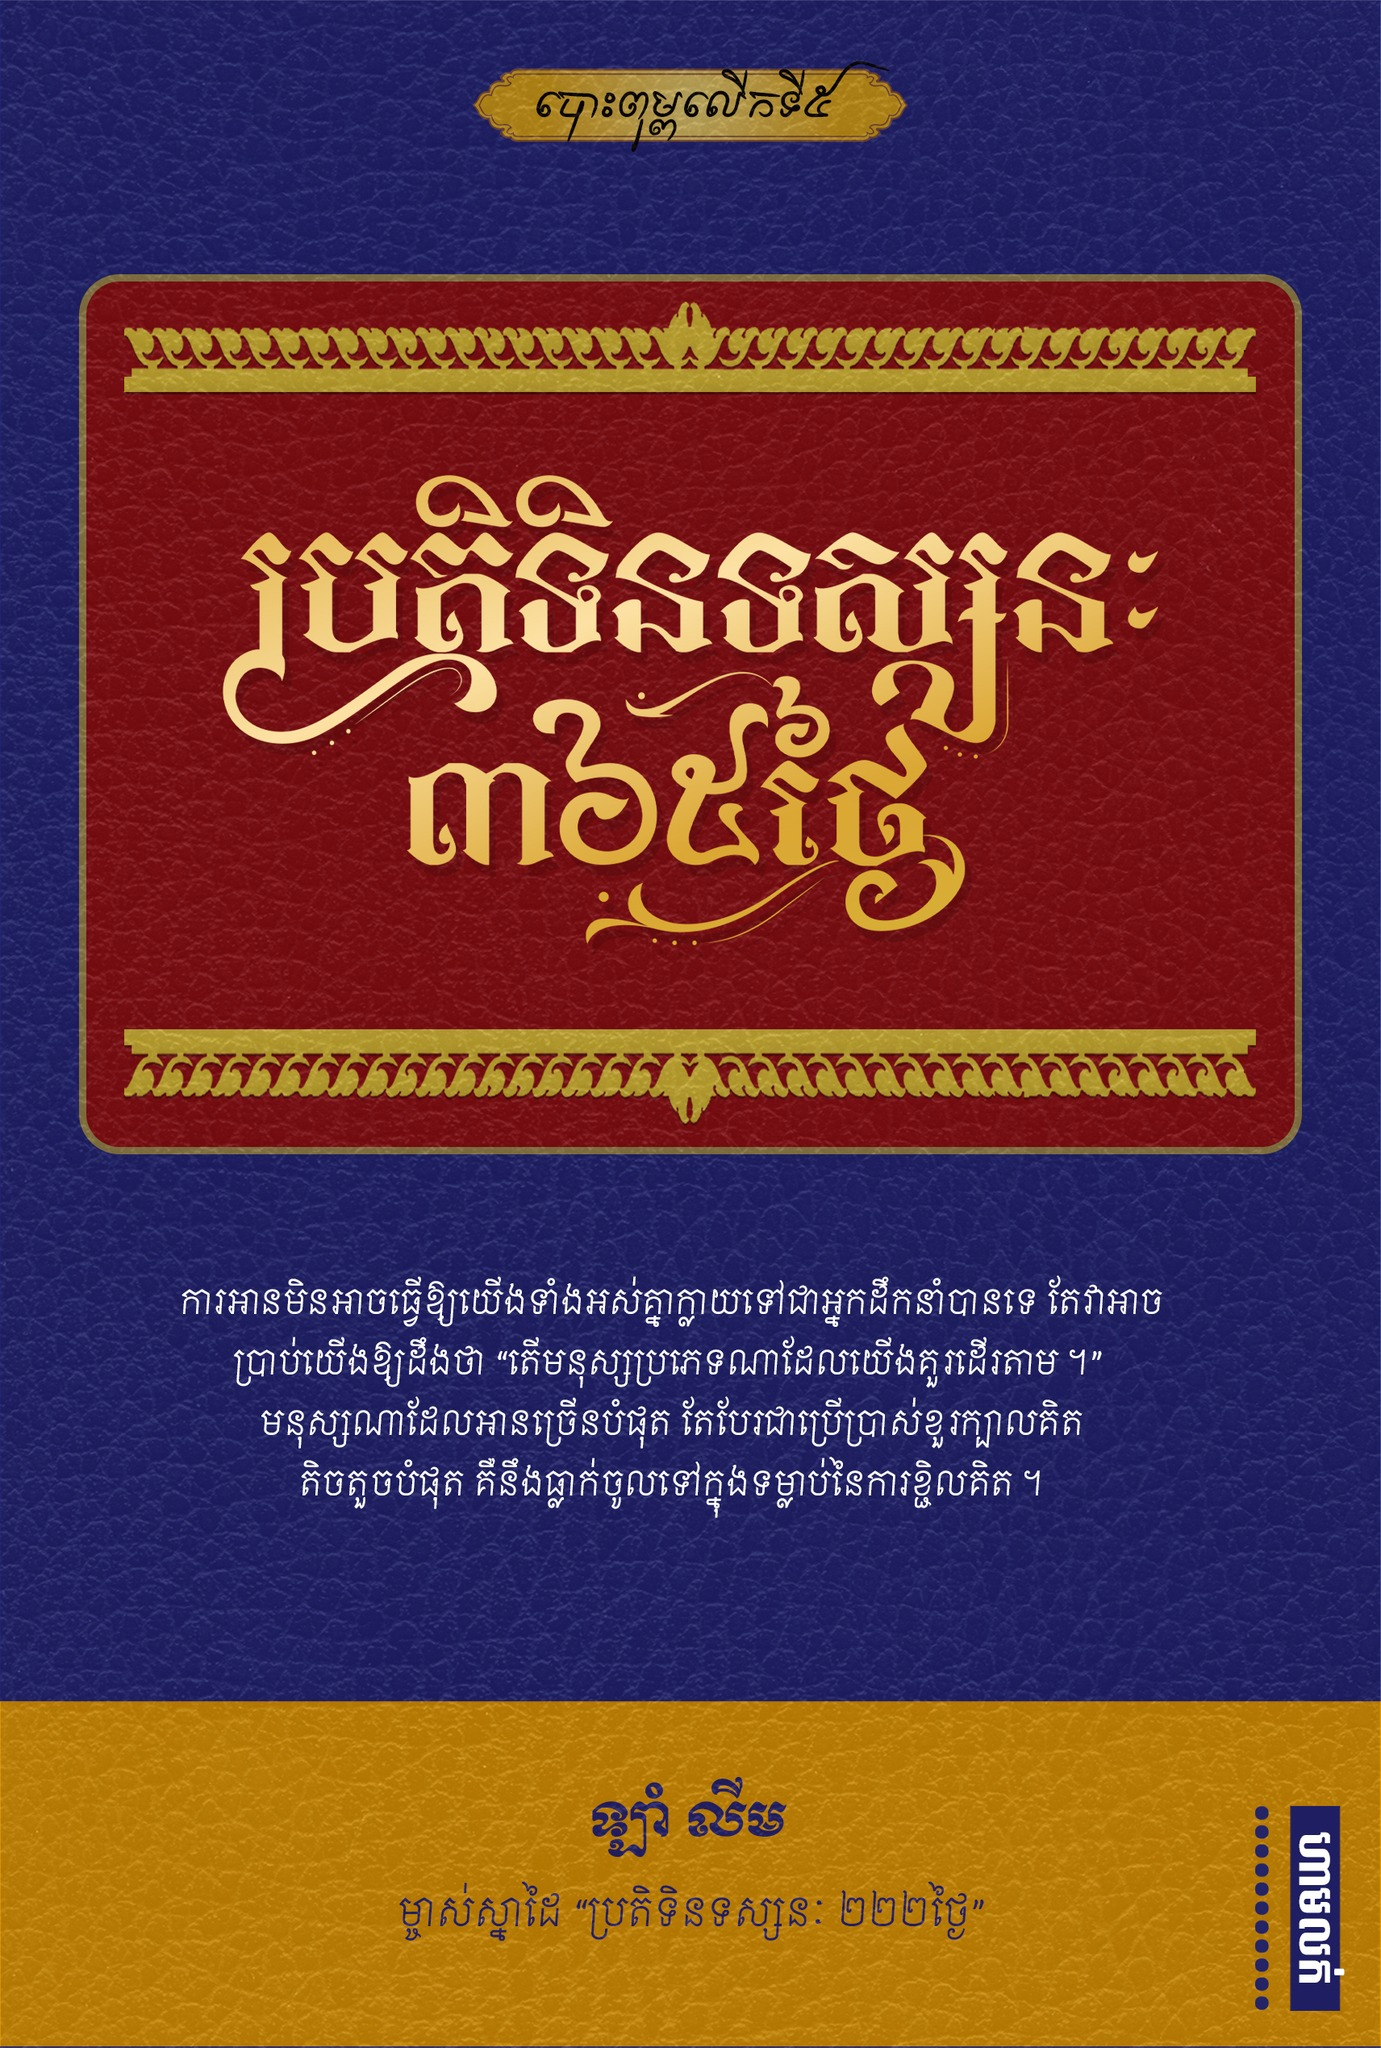 បោះពុម្ពលើកទី៥
ប្រតិទិនទស្សនៈ
៣៦៥ថ្ងៃ
ការអានមិនអាចធ្វើឱ្យយើងទាំងអស់គ្នាក្លាយទៅជាអ្នកដឹកនាំបានទេ តែវាអាច
ប្រាប់យើងឱ្យដឹងថា “តើមនុស្សប្រភេទណាដែលយើងគួរដើរតាម ។”
មនុស្សណាដែលអានច្រើនបំផុត តែបែរជាប្រើប្រាស់ខួរក្បាលគិត
តិចតួចបំផុត គឺនឹងធ្លាក់ចូលទៅក្នុងទម្លាប់នៃការខ្ជិលគិត ។
ឡាំ លីម
ម្ចាស់ស្នាដៃ “ប្រតិទិនទស្សនៈ ២២២ថ្ងៃ”
ហាមលក់